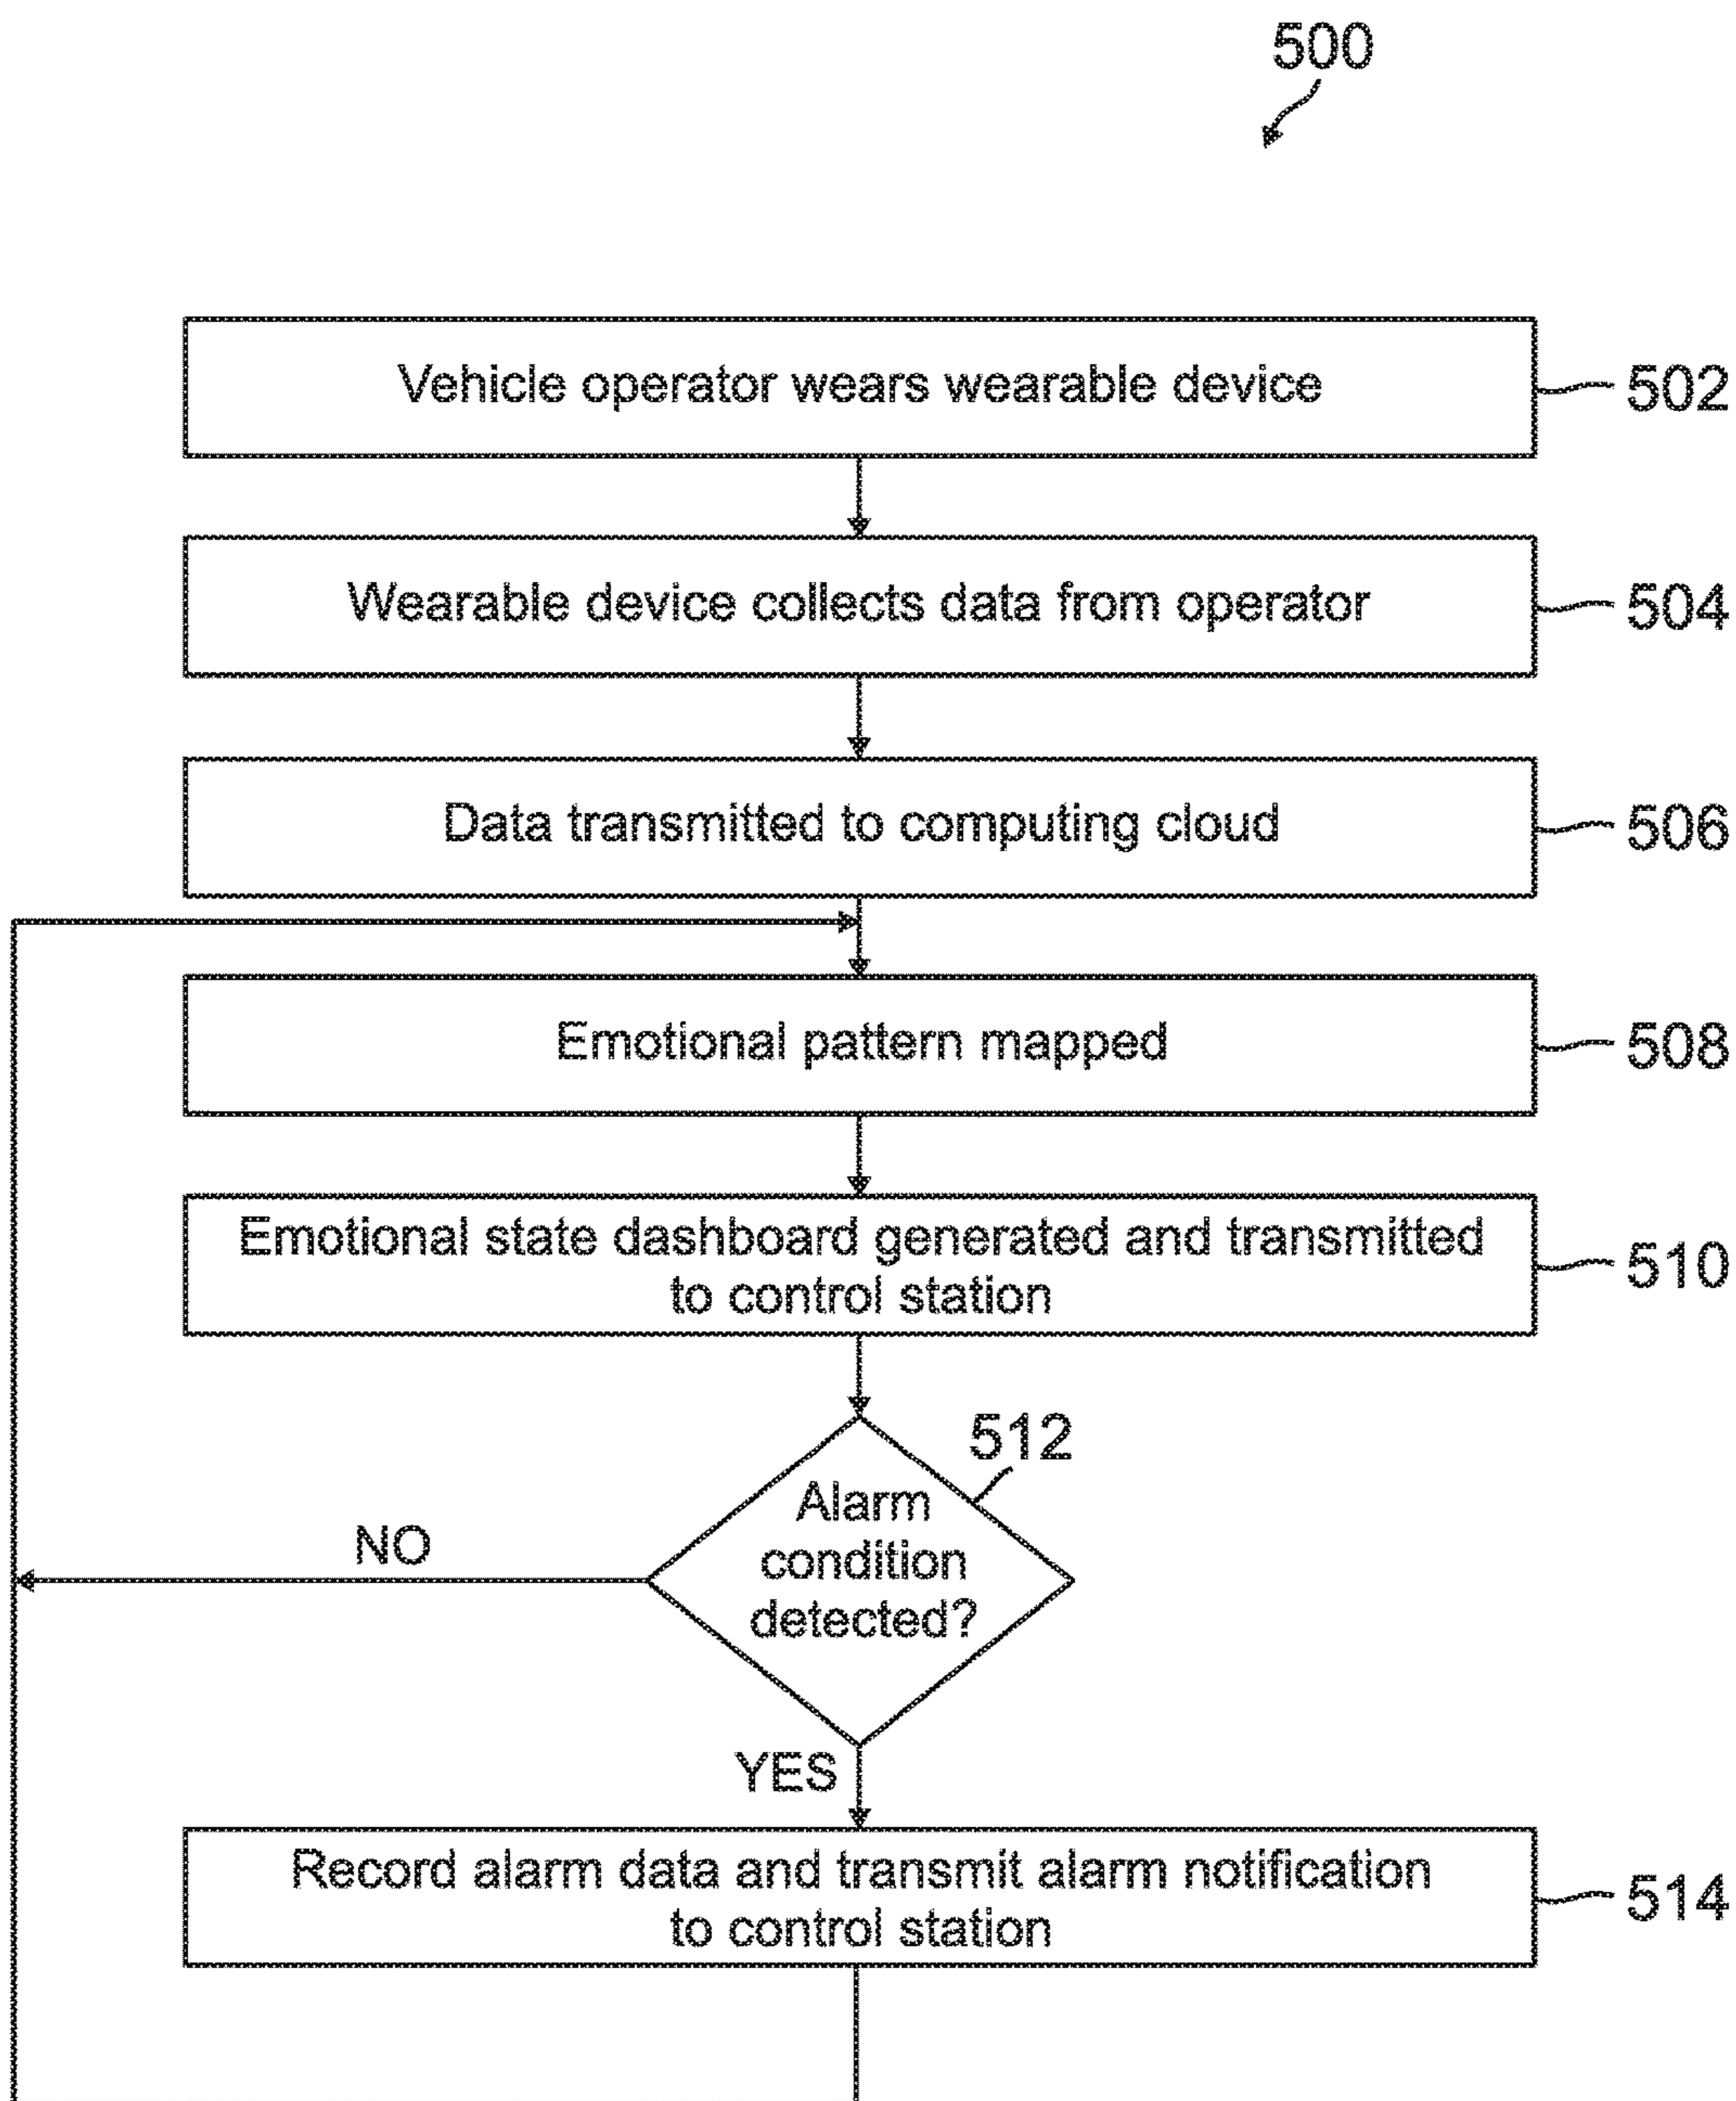 500
Vehicle operator wears wearable device
502
Wearable device collects data from operator
504
Data transmitted to computing cloud
506
Emotional pattern mapped
508
Emotional state dashboard generated and transmitted
to control station
510
512
Alarm
condition
detected?
NO
YES
Record alarm data and transmit alarm notification
to control station
514